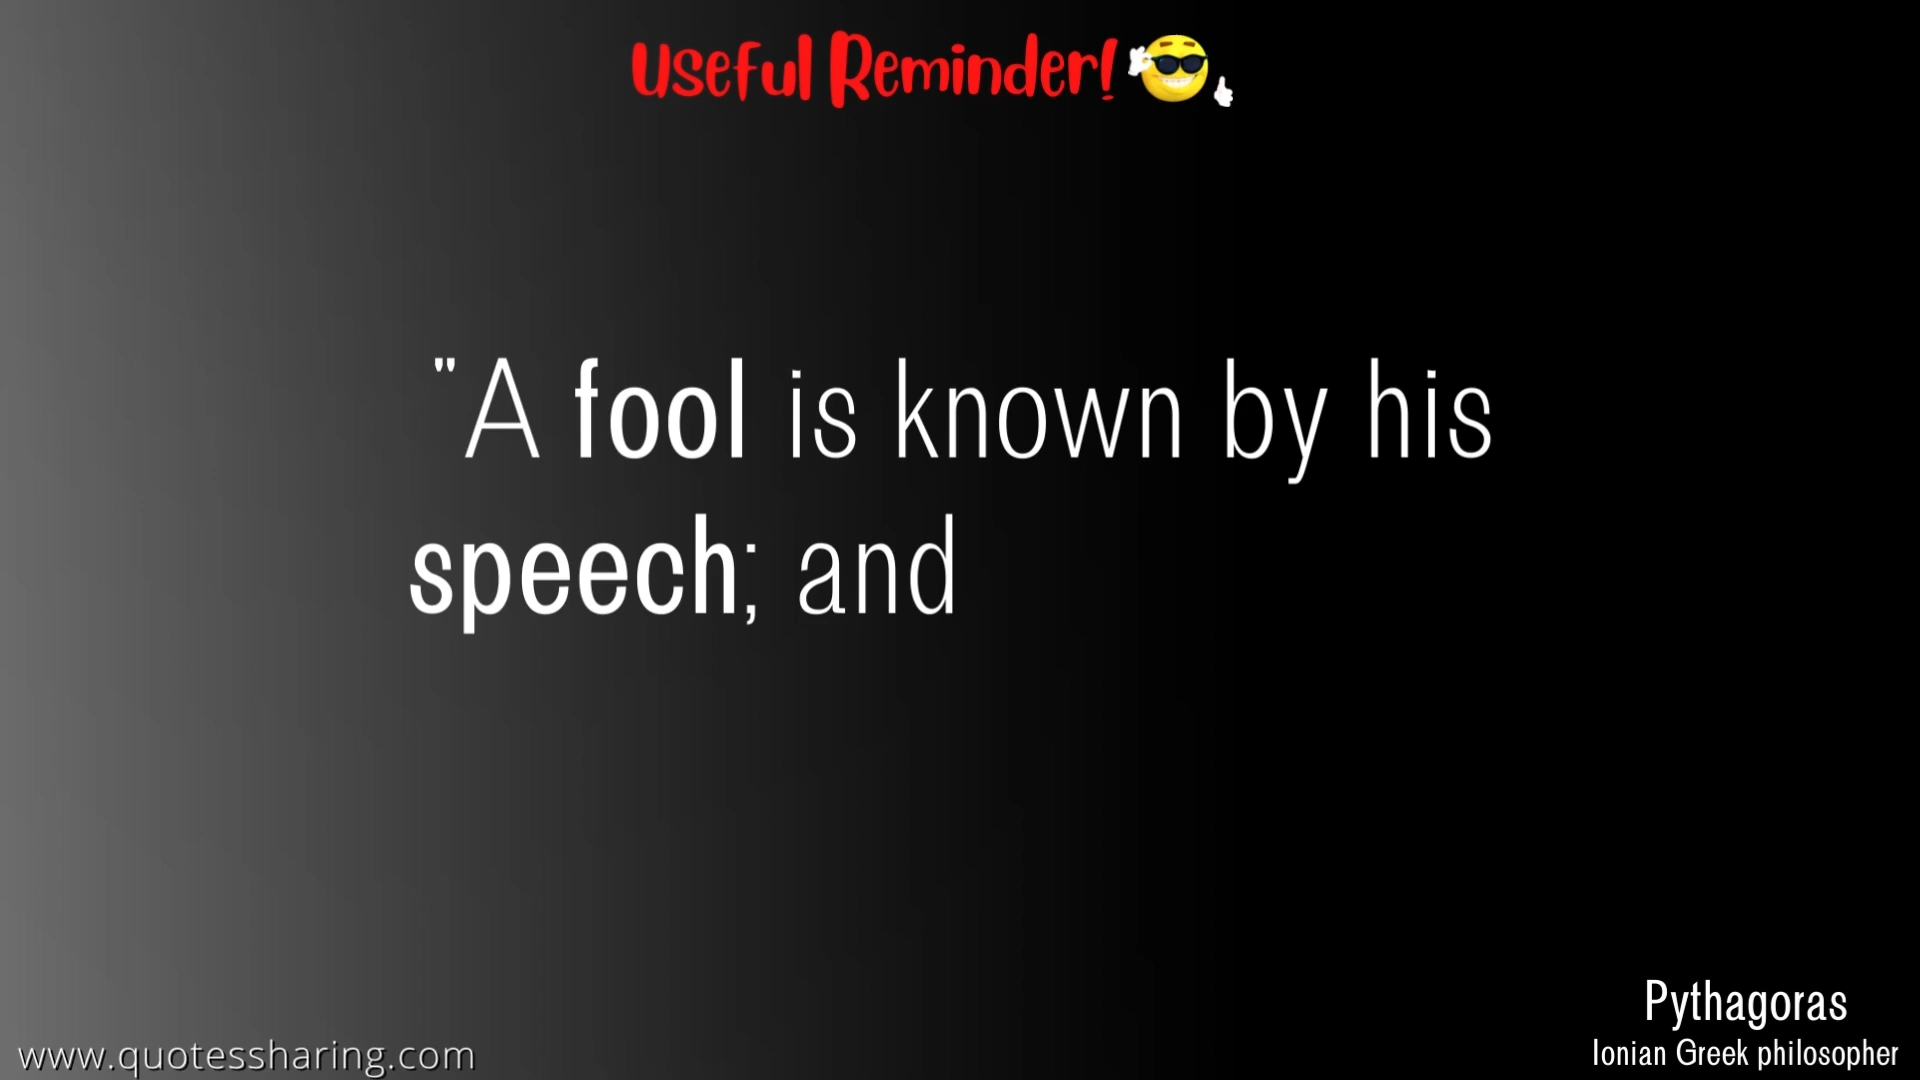 Useful Reminder!
"A fool is known by his
speech; and
Pythagoras
Ionian Greek philosopher
www.quotessharing.com